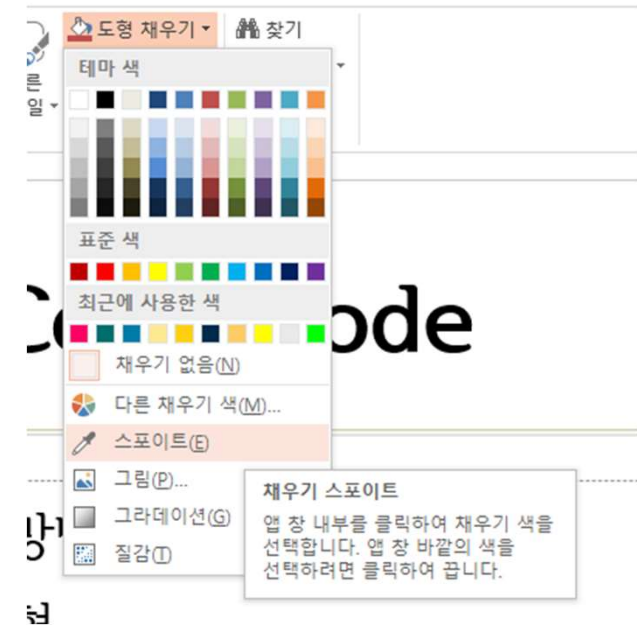 도형 채우기
찾기
른
일
테마 색
표준 색
최근에 사용한 색
채우기 없음(N)
다른 채우기 색(M)...
스포이트(E)
그림(P)...
그라데이션(G)
질감(T)
채우기 스포이트
앱 창 내부를 클릭하여 채우기 색을
선택합니다. 앱 창 바깥의 색을
선택하려면 클릭하여 끕니다.
ode